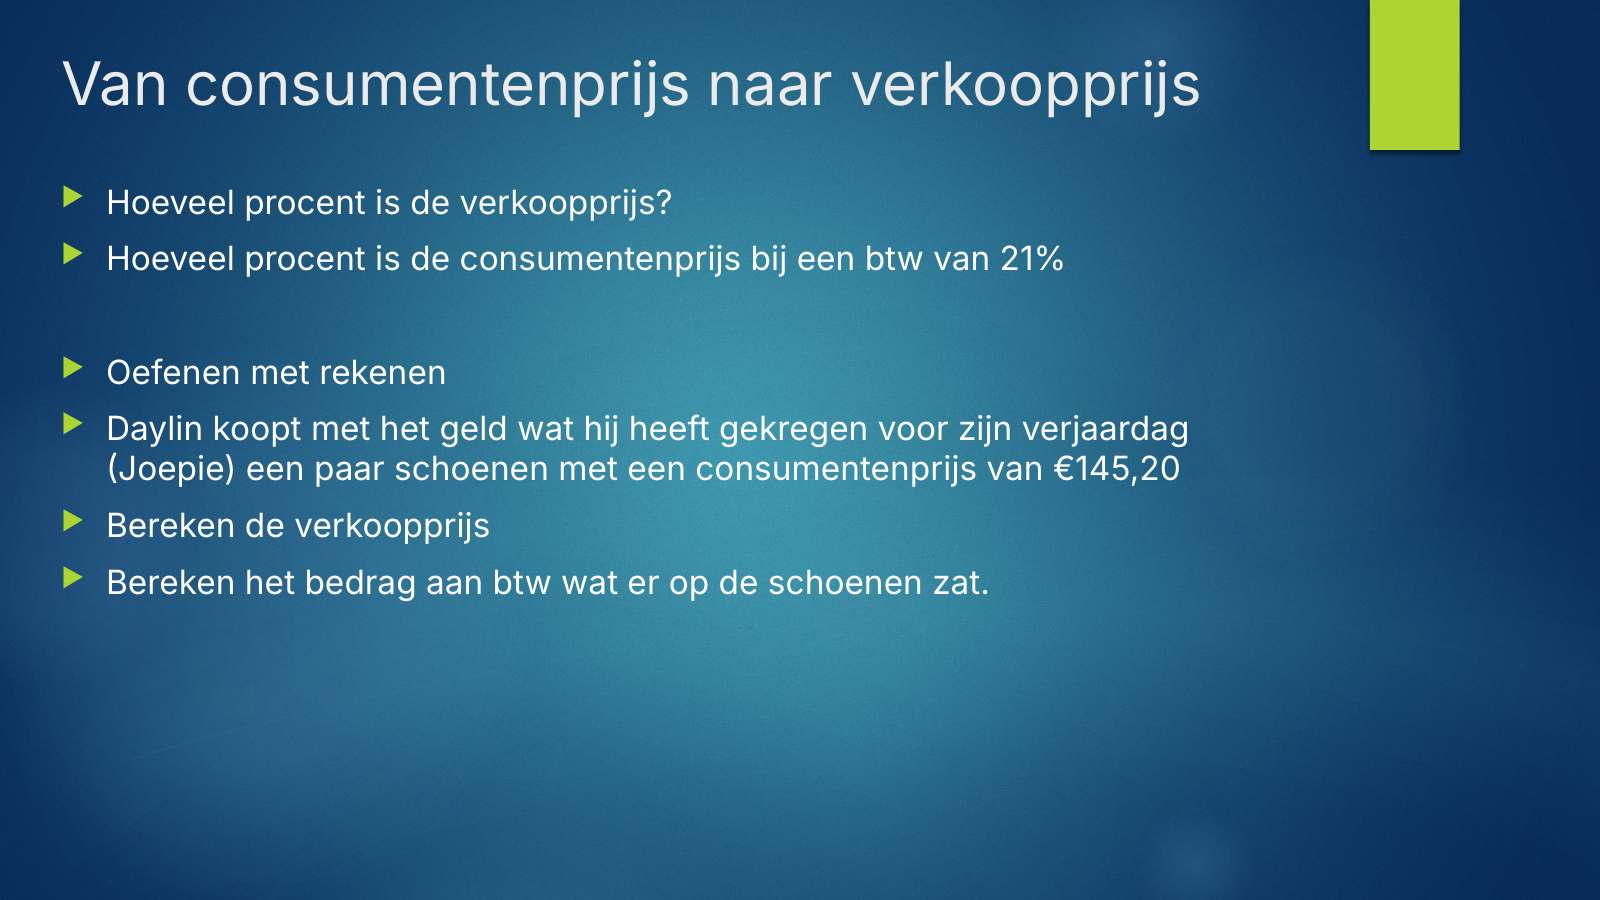 Van consumentenprijs naar verkoopprijs
Hoeveel procent is de verkoopprijs?
Hoeveel procent is de consumentenprijs bij een btw van 21%
Oefenen met rekenen
Daylin koopt met het geld wat hij heeft gekregen voor zijn verjaardag
(Joepie) een paar schoenen met een consumentenprijs van €145,20
Bereken de verkoopprijs
Bereken het bedrag aan btw wat er op de schoenen zat.